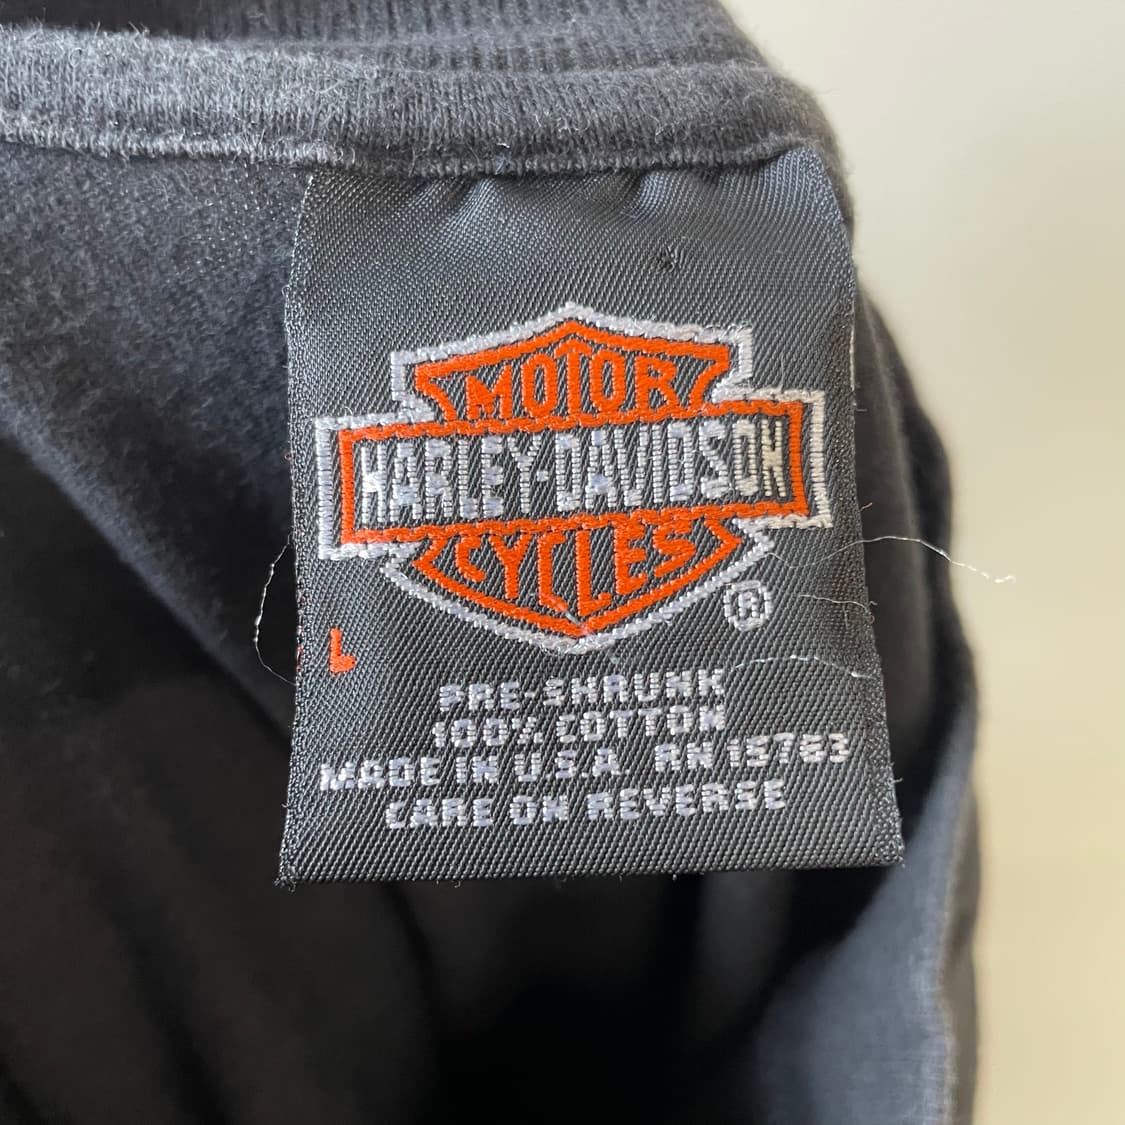 MOTOR
HARLEY-DAVIDSON
CYCLES
®
L
PRE-SHRUNK
100% COTTON
MADE IN U.S.A. RN 15763
CARE ON REVERSE